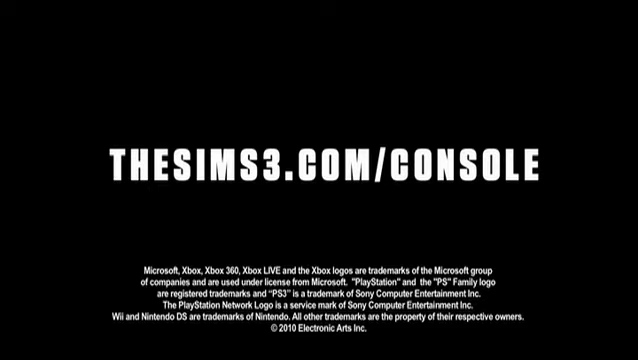 THESIMS3.COM/CONSOLE
Microsoft, Xbox, Xbox 360, Xbox LIVE and the Xbox logos are trademarks of the Microsoft group
of companies and are used under license from Microsoft. "PlayStation" and the "PS" Family logo
are registered trademarks and “PS3” is a trademark of Sony Computer Entertainment Inc.
The PlayStation Network Logo is a service mark of Sony Computer Entertainment Inc.
Wii and Nintendo DS are trademarks of Nintendo. All other trademarks are the property of their respective owners.
© 2010 Electronic Arts Inc.